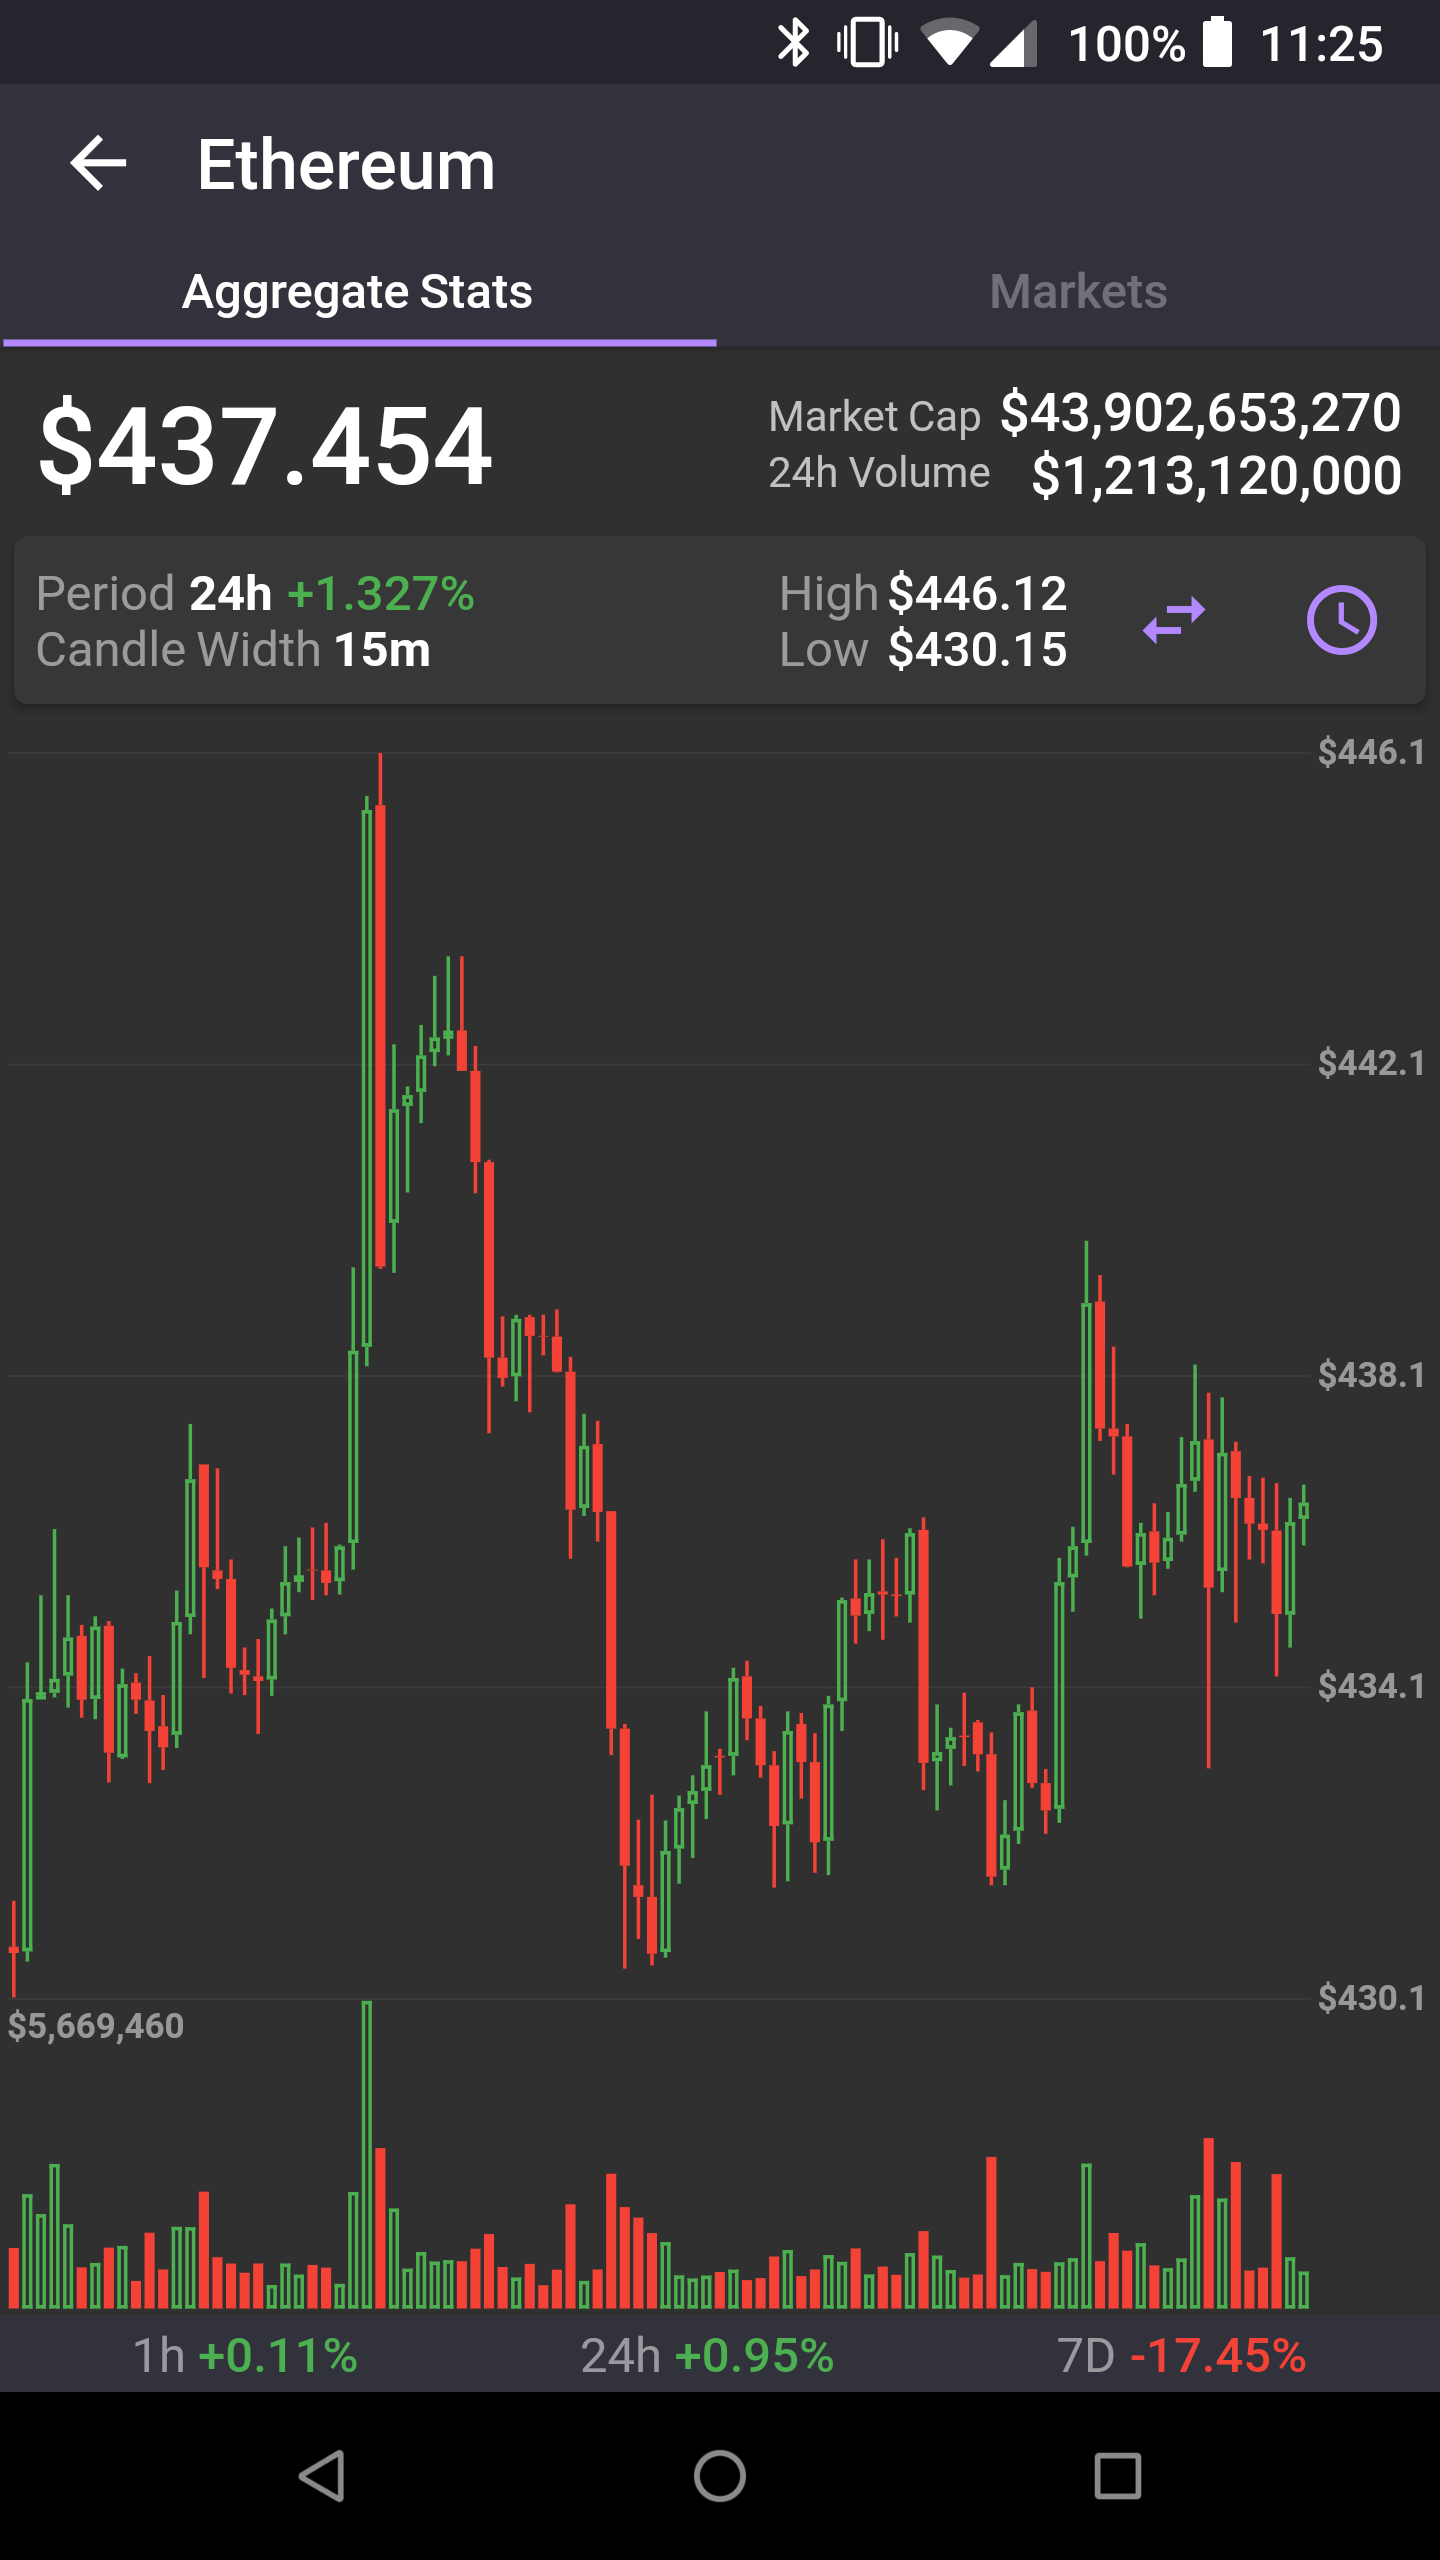 100% 11:25
Ethereum
Aggregate Stats Markets
$437.454
Market Cap $43,902,653,270
24h Volume $1,213,120,000
Period 24h +1.327% High $446.12
Candle Width 15m Low $430.15
$446.1
$442.1
$438.1
$434.1
$430.1
$5,669,460
1h +0.11% 24h +0.95% 7D -17.45%